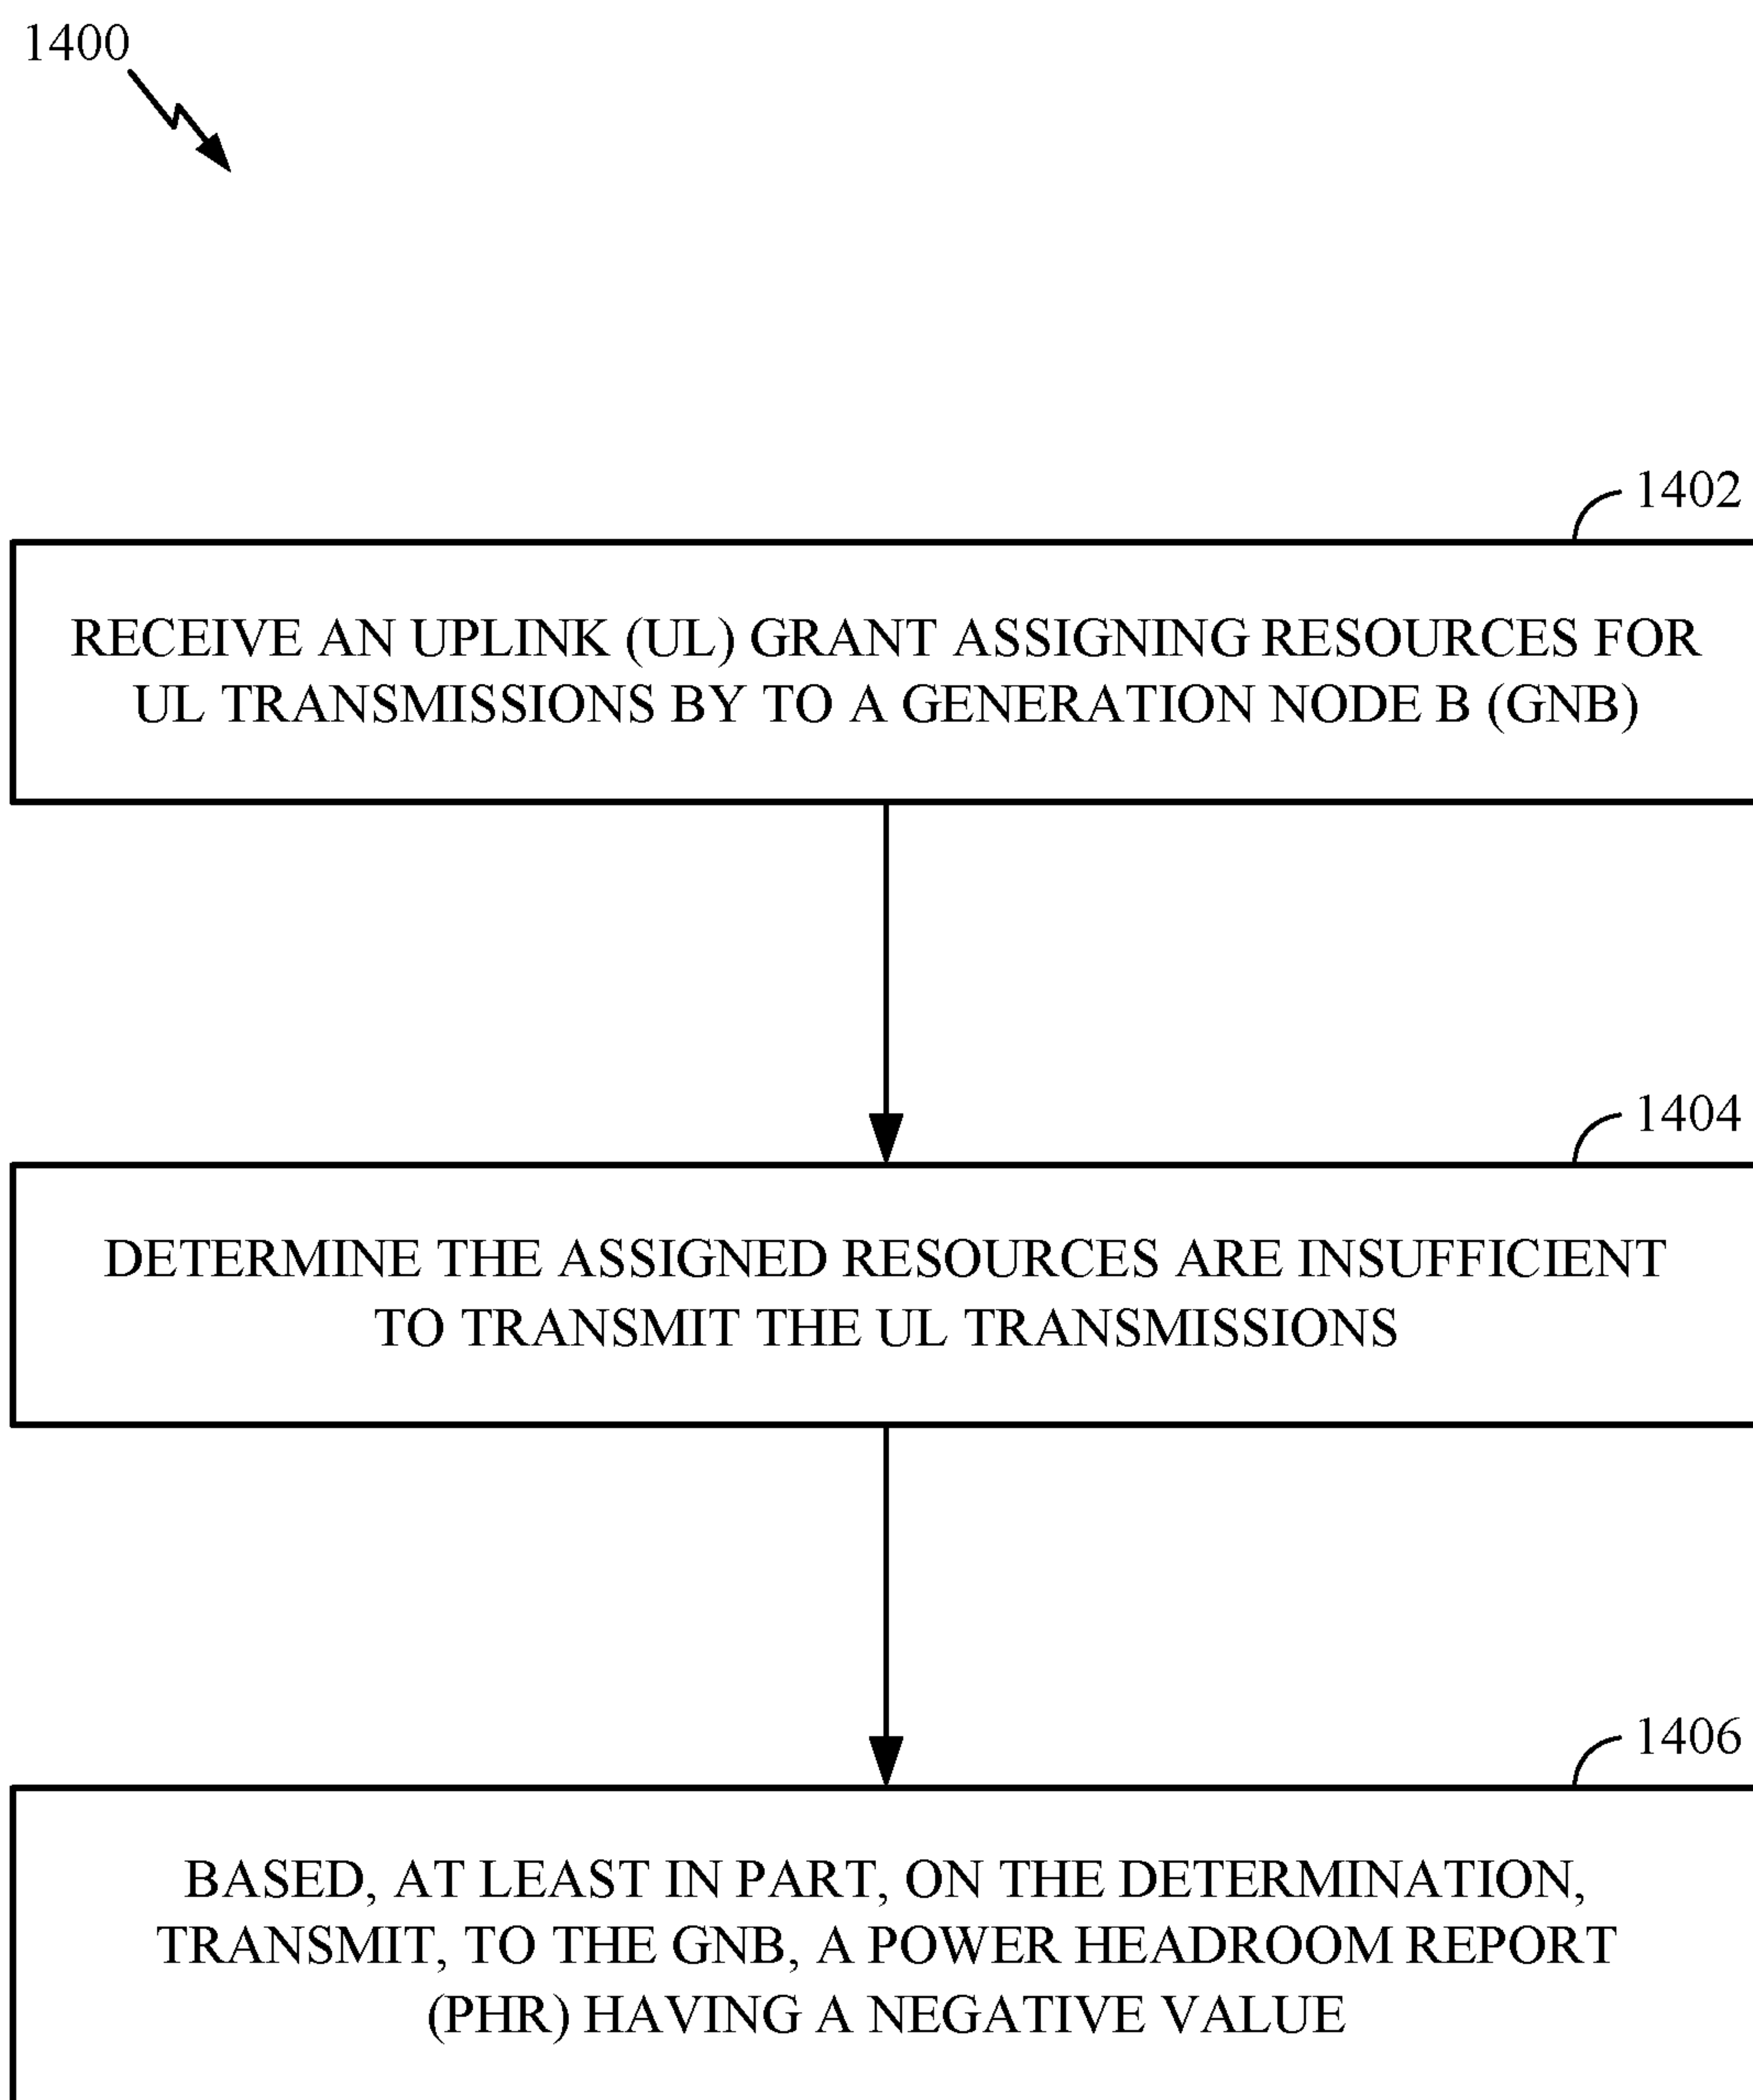 1400
1402
RECEIVE AN UPLINK (UL) GRANT ASSIGNING RESOURCES FOR
UL TRANSMISSIONS BY TO A GENERATION NODE B (GNB)
1404
DETERMINE THE ASSIGNED RESOURCES ARE INSUFFICIENT
TO TRANSMIT THE UL TRANSMISSIONS
1406
BASED, AT LEAST IN PART, ON THE DETERMINATION,
TRANSMIT, TO THE GNB, A POWER HEADROOM REPORT
(PHR) HAVING A NEGATIVE VALUE